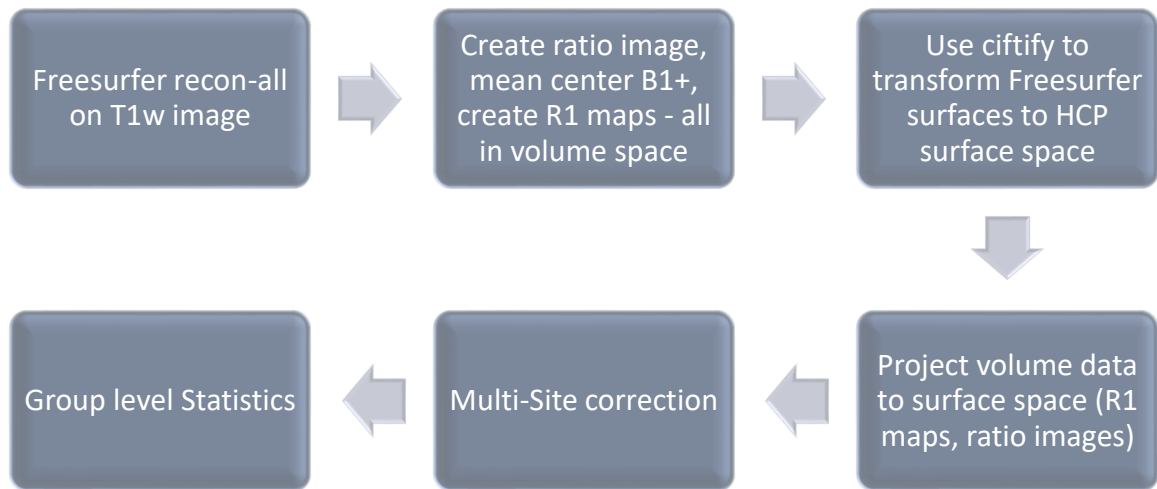 Freesurfer recon-all
on T1w image
Create ratio image,
mean center B1+,
create R1 maps - all
in volume space
Use ciftify to
transform Freesurfer
surfaces to HCP
surface space
Project volume data
to surface space (R1
maps, ratio images)
Multi-Site correction
Group level Statistics